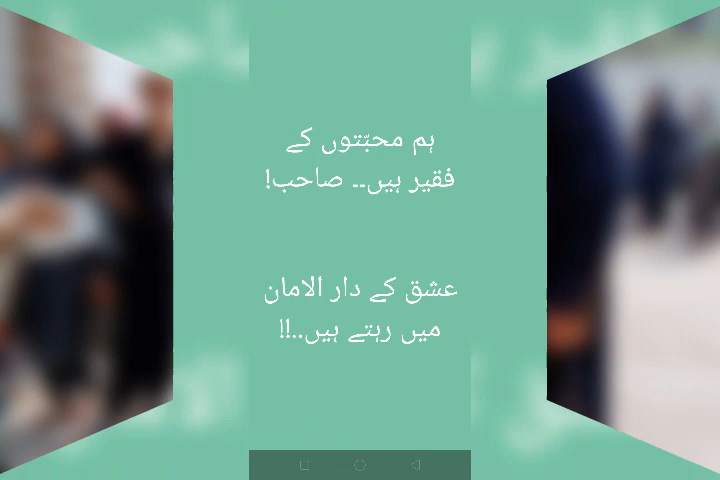 ہم محبّتوں کے
فقیر ہیں۔۔ صاحب!
عشق کے دار الامان
میں رہتے ہیں..!!